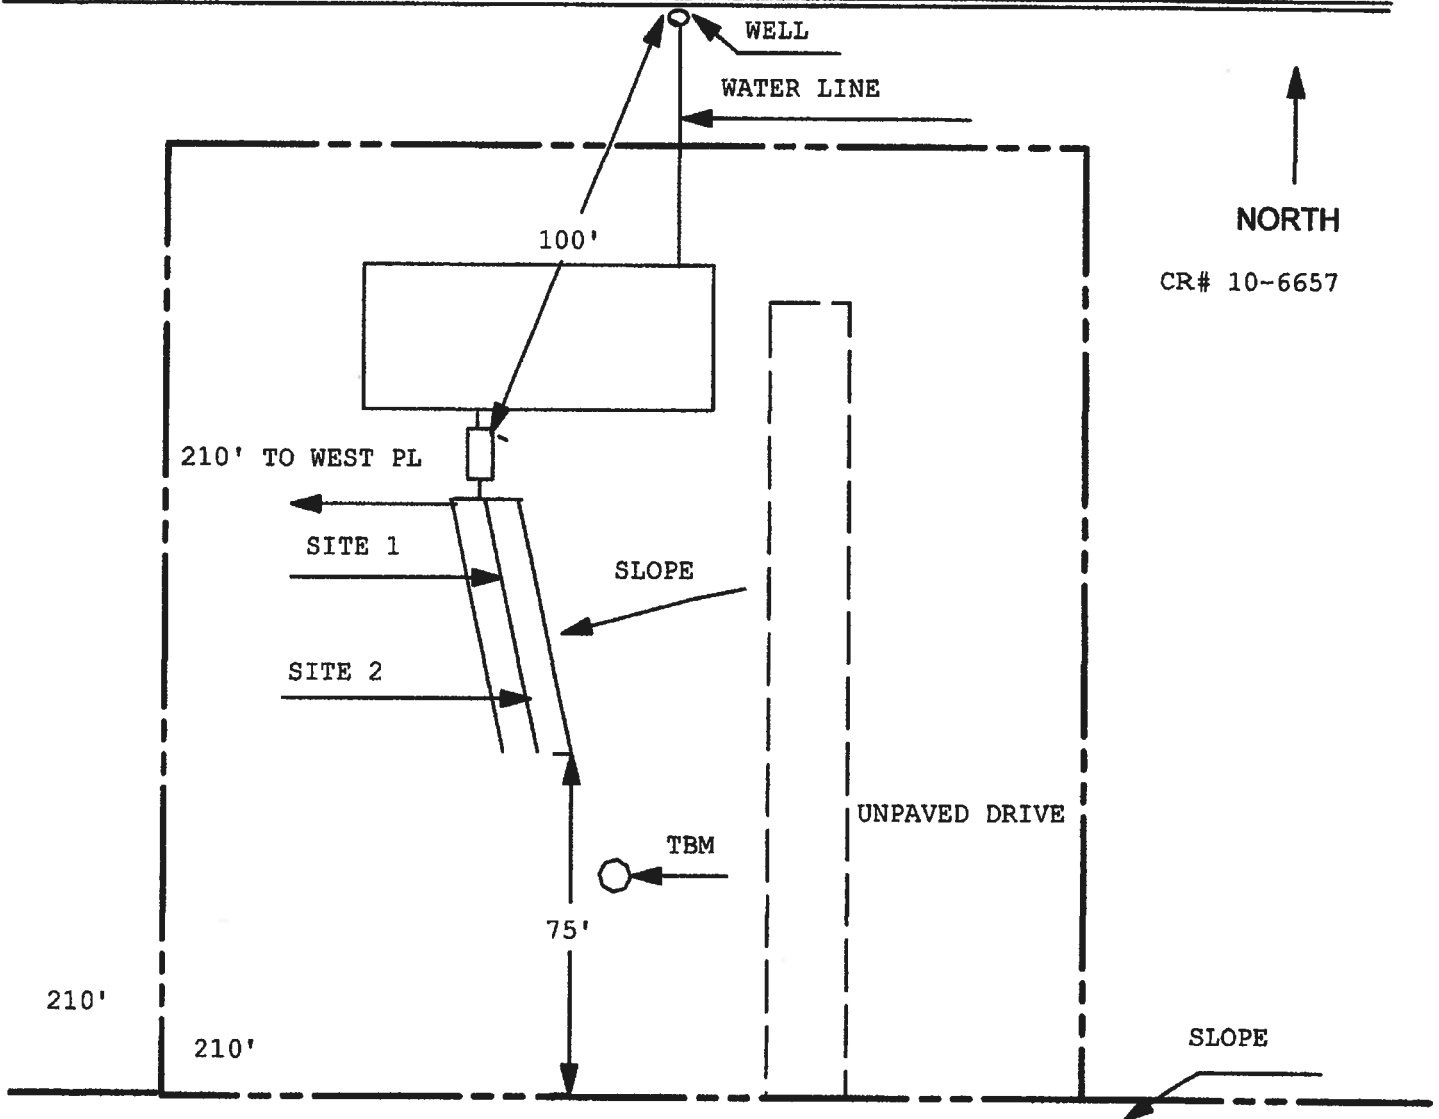 WELL
WATER LINE
NORTH
100'
CR# 10-6657
210' TO WEST PL
SITE 1
SLOPE
SITE 2
UNPAVED DRIVE
TBM
75'
210'
210'
SLOPE